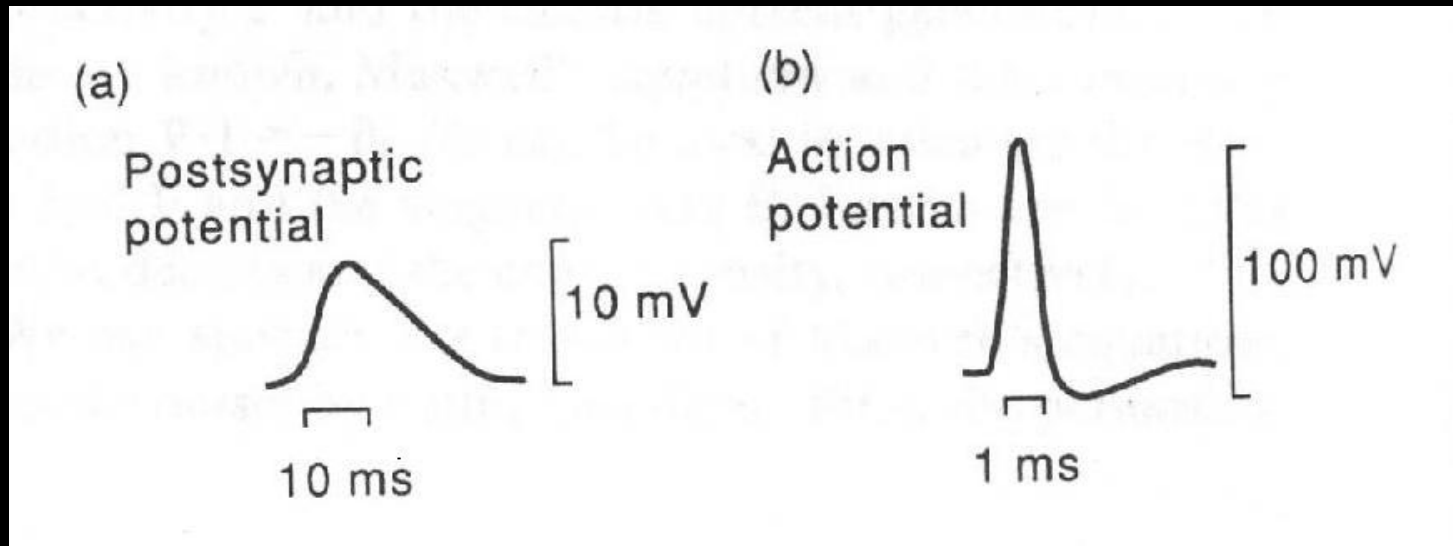 (a)
Postsynaptic
potential
10 mV
10 ms
(b)
Action
potential
100 mV
1 ms